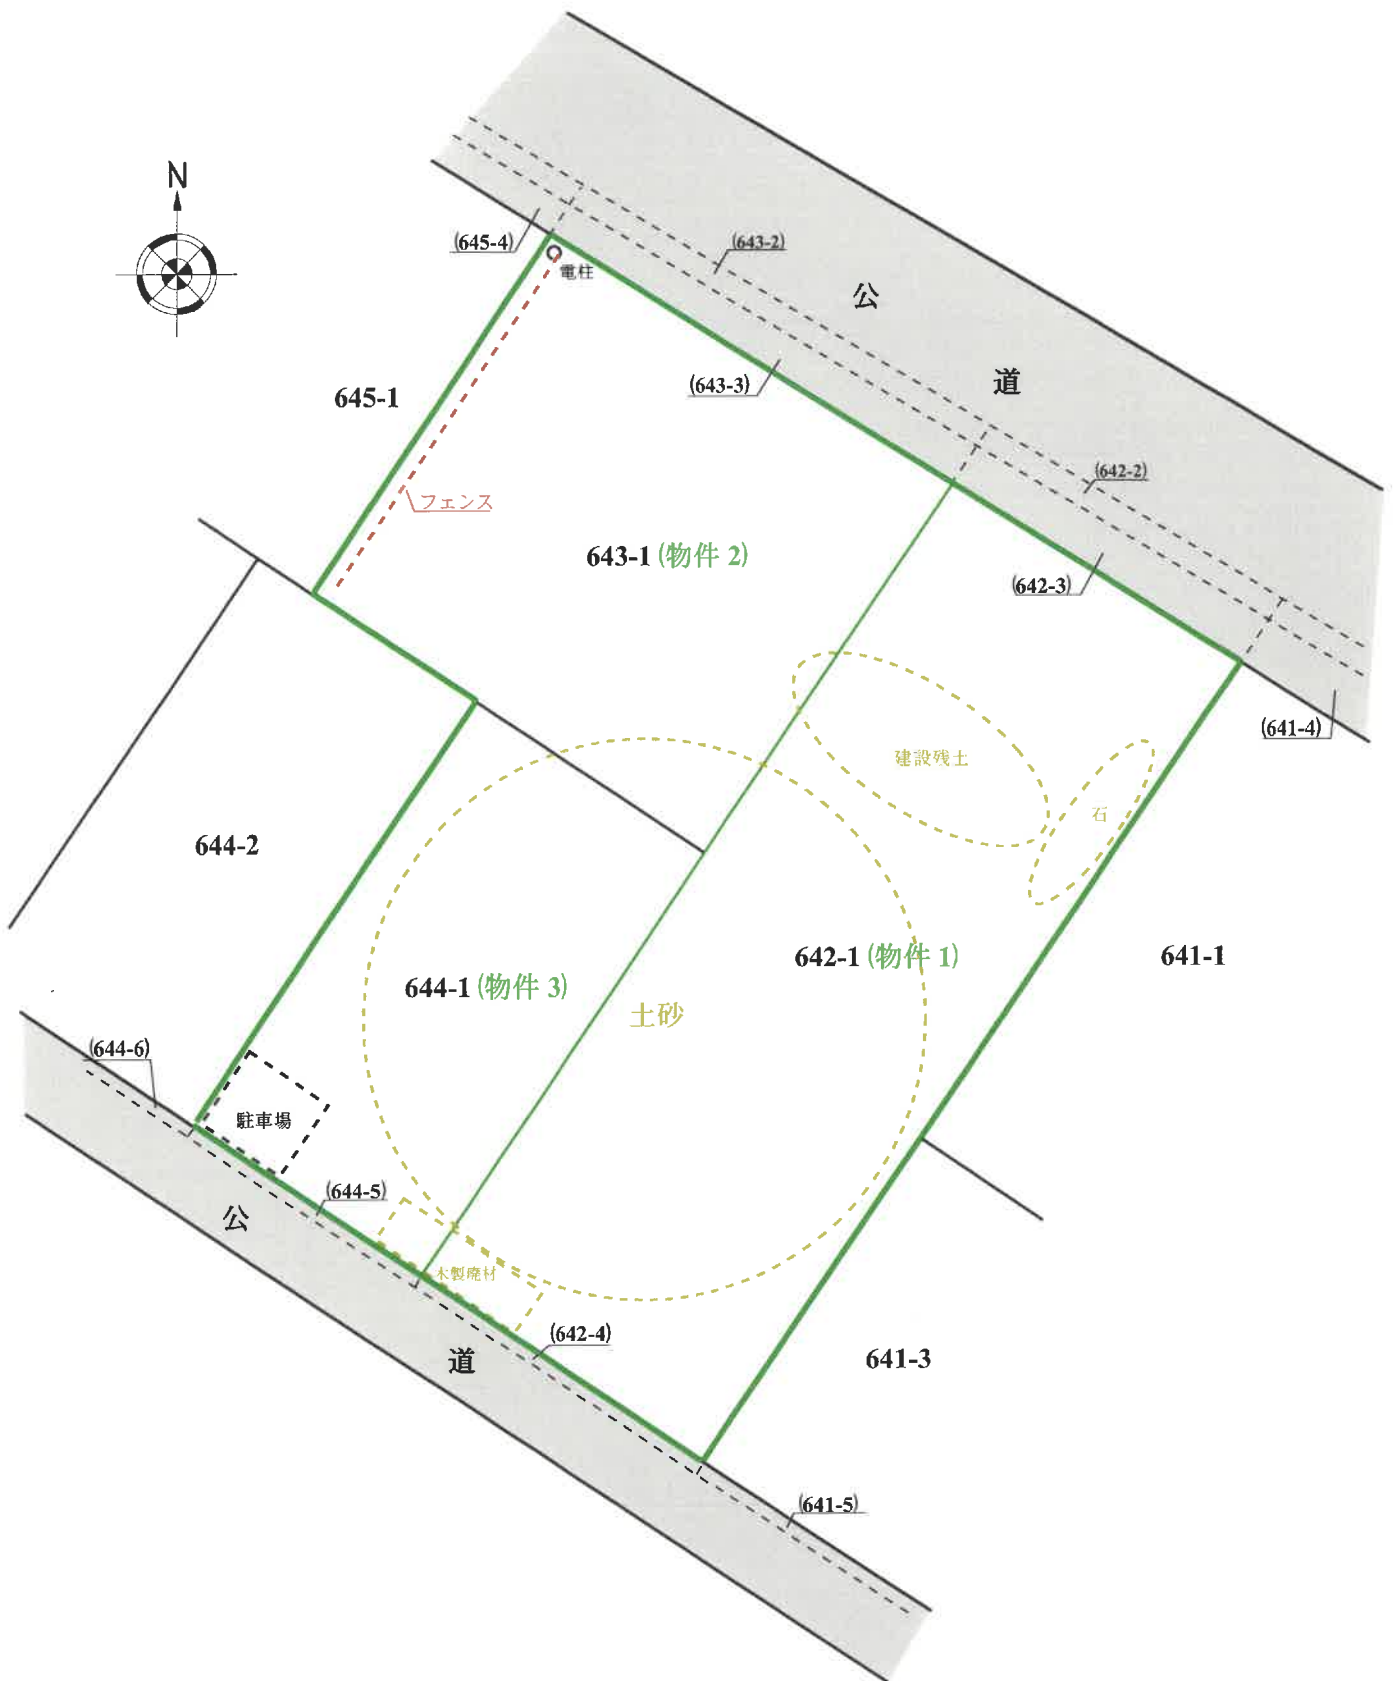 N
(645-4)
(643-2)
電柱
公
(643-3)
道
645-1
(642-2)
フェンス
643-1 (物件 2)
(642-3)
(641-4)
建設残土
石
644-2
642-1 (物件 1)
641-1
644-1 (物件 3)
土砂
(644-6)
駐車場
(644-5)
公
木製廃材
(642-4)
道
641-3
(641-5)